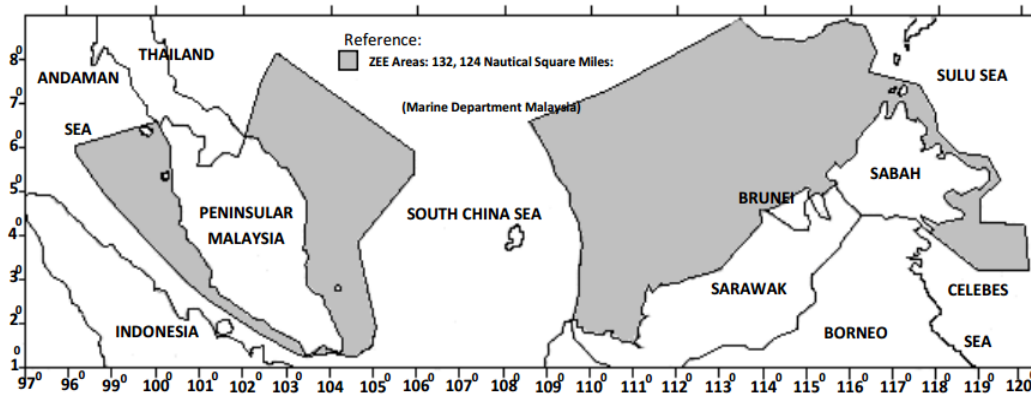 Reference:
ZEE Areas: 132, 124 Nautical Square Miles:
(Marine Department Malaysia)
THAILAND
ANDAMAN
SEA
SULU SEA
PENINSULAR
MALAYSIA
SOUTH CHINA SEA
BRUNEI
SABAH
INDONESIA
SARAWAK
BORNEO
CELEBES
SEA
8⁰
7⁰
6⁰
5⁰
4⁰
3⁰
2⁰
1⁰
97⁰ 96⁰ 99⁰ 100⁰ 102⁰ 103⁰ 104⁰ 105⁰ 106⁰ 107⁰ 108⁰ 109⁰ 110⁰ 111⁰ 112⁰ 113⁰ 114⁰ 115⁰ 116⁰ 117⁰ 118⁰ 119⁰ 120⁰